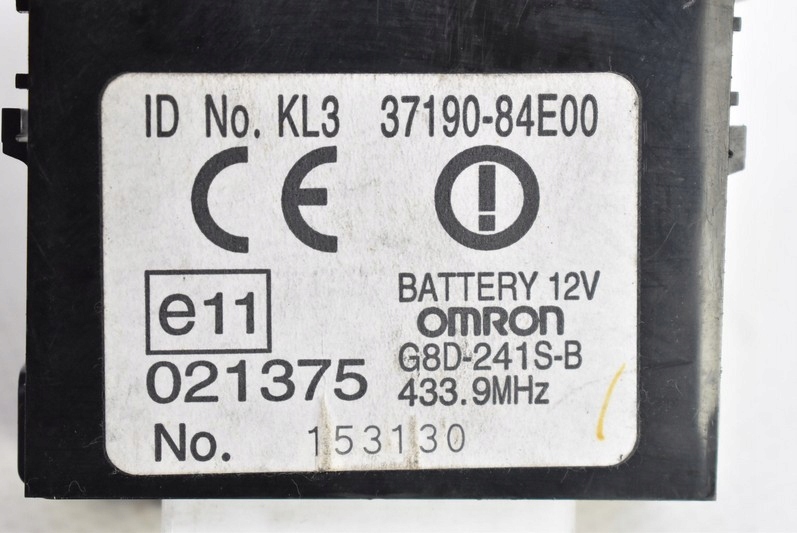 ID No. KL3 37190-84E00
CE
e11
BATTERY 12V
OMRON
021375
G8D-241S-B
433.9MHz
No. 153130